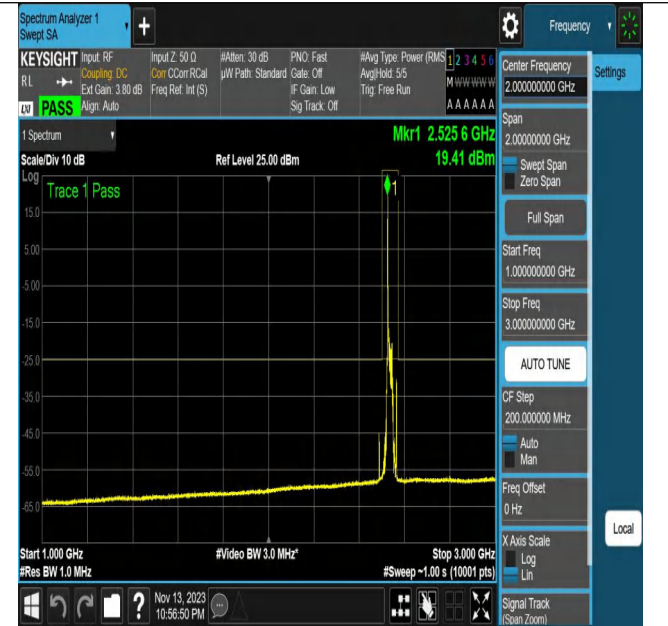 Spectrum Analyzer 1
Swept SA
+
Frequency
KEYSIGHT
RL
LXI
PASS
Input: RF
Coupling: DC
Ext Gain: 3.80 dB
Align: Auto
Input Z: 50 Ω
Corr CCorr RCal
Freq Ref: Int (S)
#Atten: 30 dB
µW Path: Standard
PNO: Fast
Gate: Off
IF Gain: Low
Sig Track: Off
#Avg Type: Power (RMS
Avg|Hold: 5/5
Trig: Free Run
1 2 3 4 5 6
M W W W W W
A A A A A A
1 Spectrum
Scale/Div 10 dB
Ref Level 25.00 dBm
Mkr1 2.525 6 GHz
19.41 dBm
Log
Trace 1 Pass
1
15.0
5.00
-5.00
-15.0
-25.0
-35.0
-45.0
-55.0
-65.0
Start 1.000 GHz
#Res BW 1.0 MHz
#Video BW 3.0 MHz*
Stop 3.000 GHz
#Sweep ~1.00 s (10001 pts)
Center Frequency
2.00000000 GHz
Settings
Span
2.00000000 GHz
Swept Span
Zero Span
Full Span
Start Freq
1.000000000 GHz
Stop Freq
3.000000000 GHz
AUTO TUNE
CF Step
200.000000 MHz
Auto
Man
Freq Offset
0 Hz
X Axis Scale
Log
Lin
Signal Track
(Span Zoom)
Local
?
Nov 13, 2023
10:56:50 PM